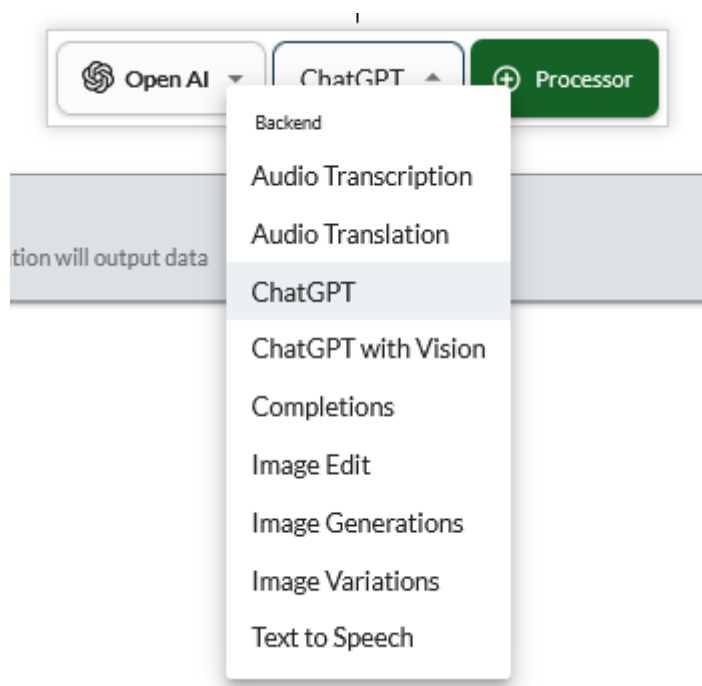 Open AI
ChatGPT
Processor
Backend
Audio Transcription
Audio Translation
tion will output data
ChatGPT
ChatGPT with Vision
Completions
Image Edit
Image Generations
Image Variations
Text to Speech